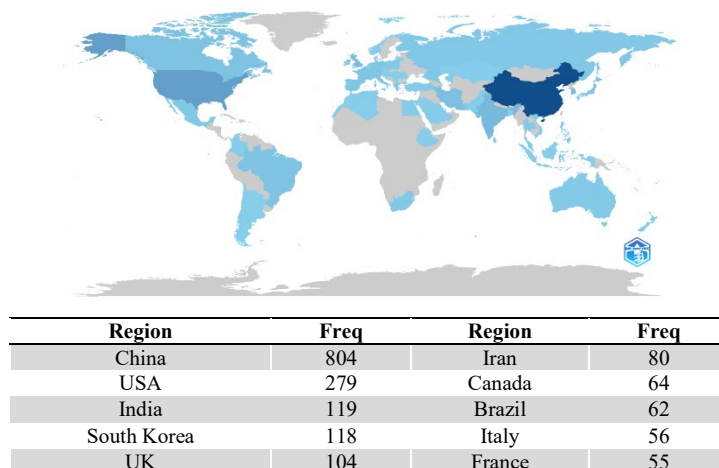 Region Freq Region Freq
China 804 Iran 80
USA 279 Canada 64
India 119 Brazil 62
South Korea 118 Italy 56
UK 104 France 55